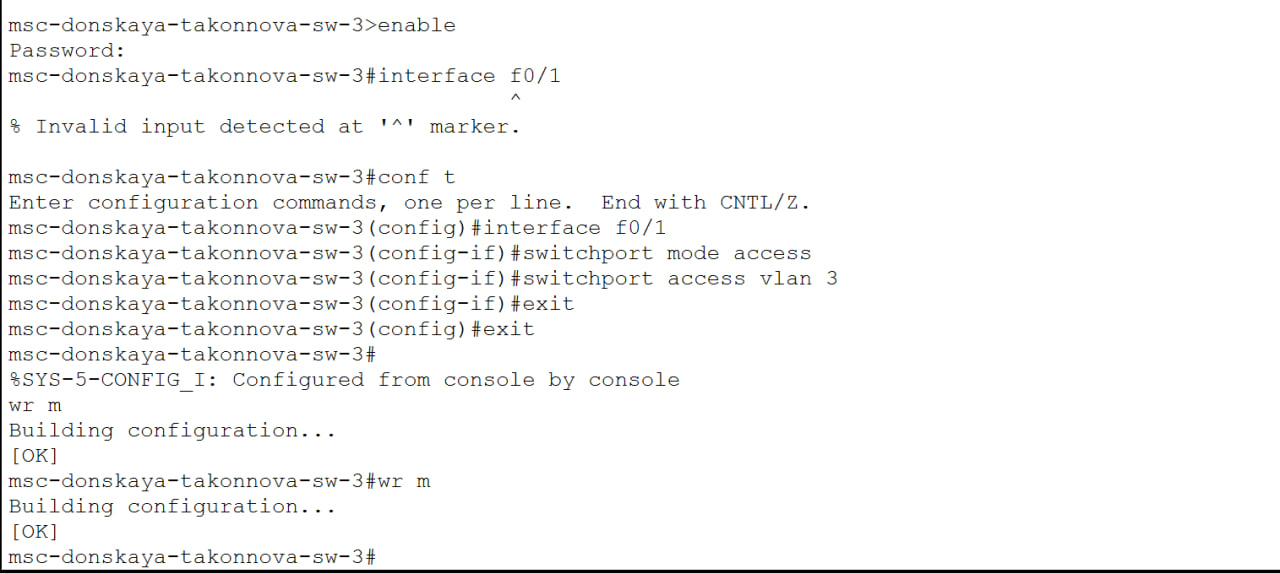 msc-donskaya-takonnova-sw-3>enable
Password:
msc-donskaya-takonnova-sw-3#interface f0/1
^
% Invalid input detected at '^' marker.
msc-donskaya-takonnova-sw-3#conf t
Enter configuration commands, one per line.  End with CNTL/Z.
msc-donskaya-takonnova-sw-3(config)#interface f0/1
msc-donskaya-takonnova-sw-3(config-if)#switchport mode access
msc-donskaya-takonnova-sw-3(config-if)#switchport access vlan 3
msc-donskaya-takonnova-sw-3(config-if)#exit
msc-donskaya-takonnova-sw-3(config)#exit
msc-donskaya-takonnova-sw-3#
%SYS-5-CONFIG_I: Configured from console by console
wr m
Building configuration...
[OK]
msc-donskaya-takonnova-sw-3#wr m
Building configuration...
[OK]
msc-donskaya-takonnova-sw-3#